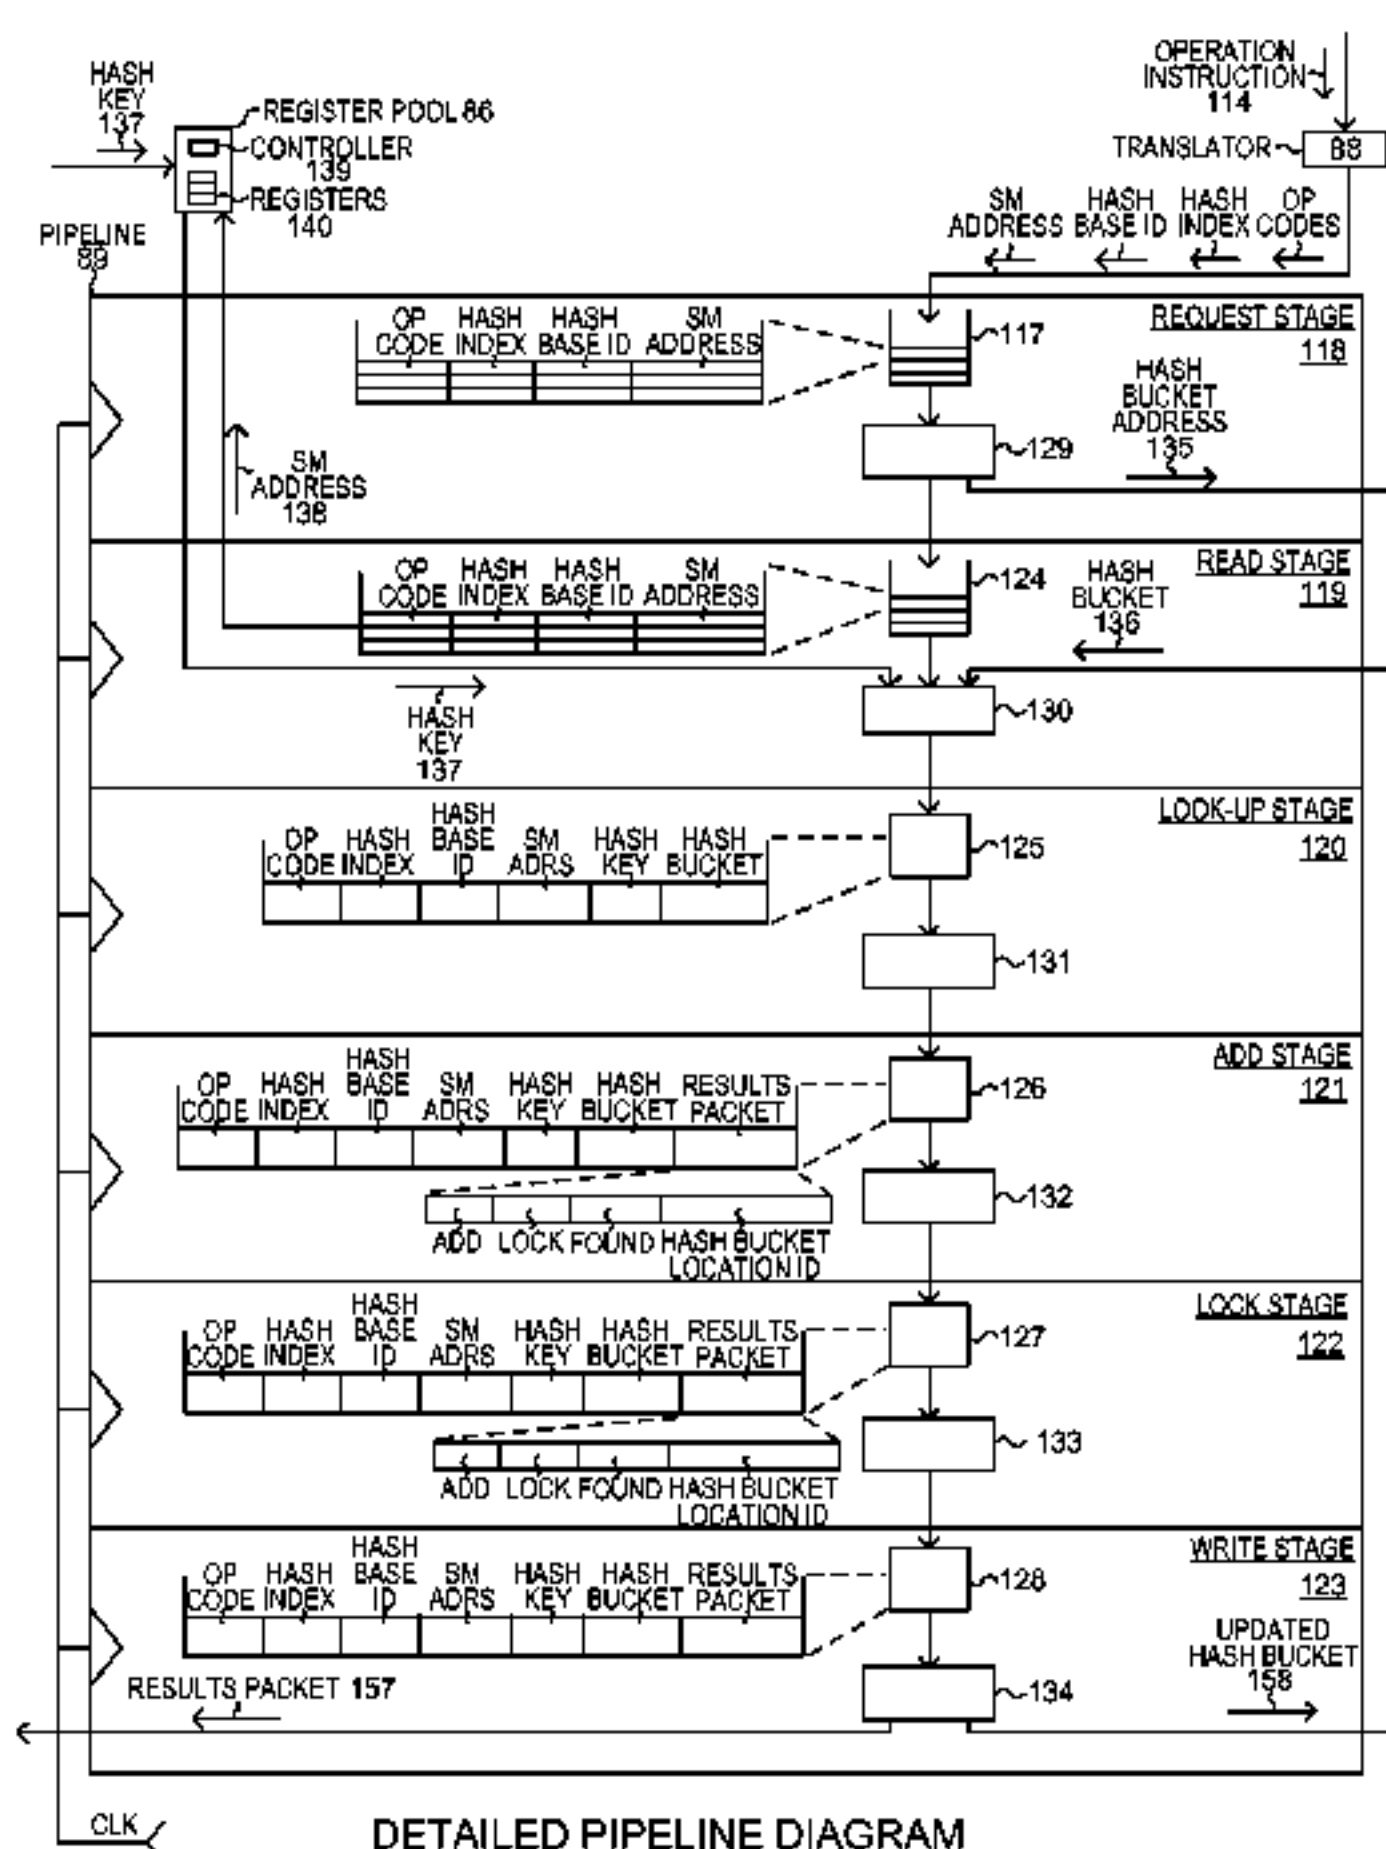 HASH
KEY
137
REGISTER POOL 86
CONTROLLER
139
REGISTERS
140
PIPELINE
89
OPERATION
INSTRUCTION
114
TRANSLATOR
88
SM
ADDRESS
HASH
BASE ID
HASH
INDEX
OP
CODES
OP
CODE
HASH
INDEX
HASH
BASE ID
SM
ADDRESS
117
REQUEST STAGE
118
HASH
BUCKET
ADDRESS
135
129
SM
ADDRESS
138
OP
CODE
HASH
INDEX
HASH
BASE ID
SM
ADDRESS
124
HASH
BUCKET
136
READ STAGE
119
HASH
KEY
137
130
OP
CODE
HASH
INDEX
HASH
BASE
ID
SM
ADRS
HASH
KEY
HASH
BUCKET
125
LOOK-UP STAGE
120
131
OP
CODE
HASH
INDEX
HASH
BASE
ID
SM
ADRS
HASH
KEY
HASH
BUCKET
RESULTS
PACKET
126
ADD STAGE
121
132
ADD
LOCK
FOUND
HASH BUCKET
LOCATION ID
OP
CODE
HASH
INDEX
HASH
BASE
ID
SM
ADRS
HASH
KEY
HASH
BUCKET
RESULTS
PACKET
127
LOCK STAGE
122
133
ADD
LOCK
FOUND
HASH BUCKET
LOCATION ID
OP
CODE
HASH
INDEX
HASH
BASE
ID
SM
ADRS
HASH
KEY
HASH
BUCKET
RESULTS
PACKET
128
WRITE STAGE
123
UPDATED
HASH BUCKET
158
RESULTS PACKET 157
134
CLK
DETAILED PIPELINE DIAGRAM